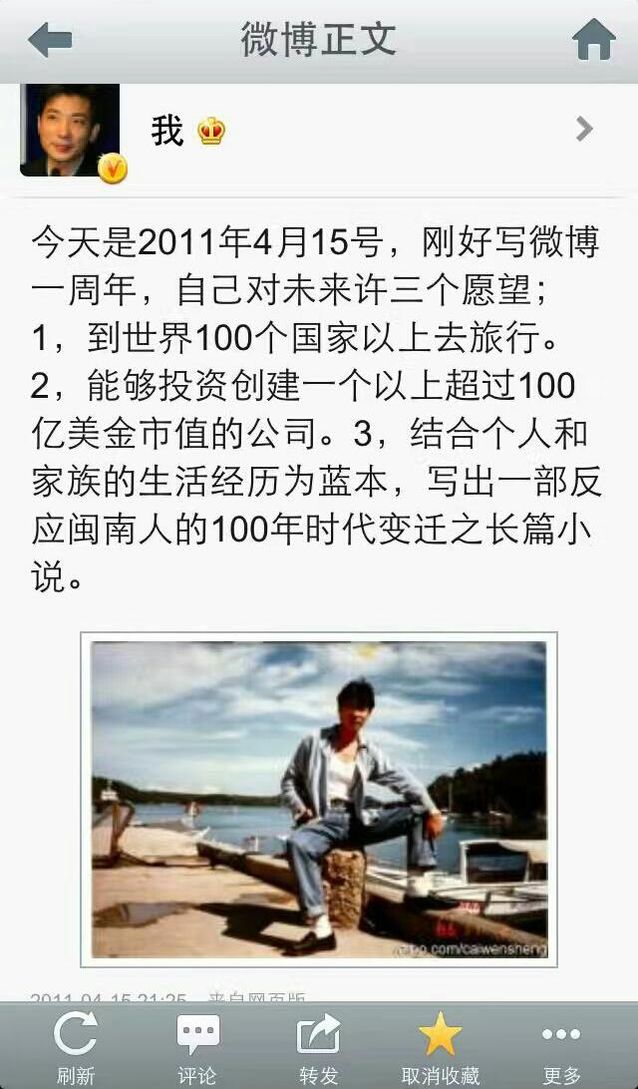 微博正文
我
今天是2011年4月15号，刚好写微博
一周年，自己对未来许三个愿望；
1，到世界100个国家以上去旅行。
2，能够投资创建一个以上超过100
亿美金市值的公司。3，结合个人和
家族的生活经历为蓝本，写出一部反
应闽南人的100年时代变迁之长篇小
说。
weibo.com/caiwensheng
2011-04-15 21:25 来自网页版
刷新 评论 转发 取消收藏 更多